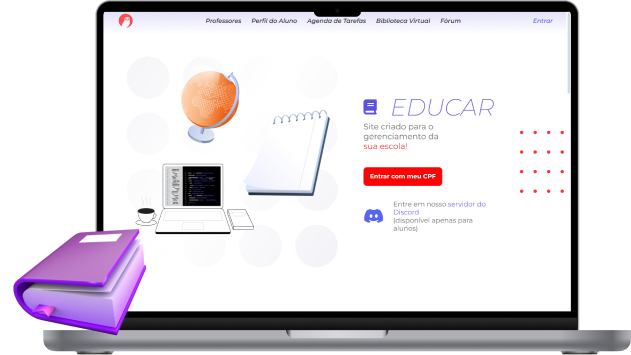 Professores Perfil do Aluno Agenda de Tarefas Biblioteca Virtual Fórum Entrar
EDUCAR
Site criado para o
gerenciamento da
sua escola!
Entrar com meu CPF
Entre em nosso servidor do
Discord
(disponível apenas para
alunos)